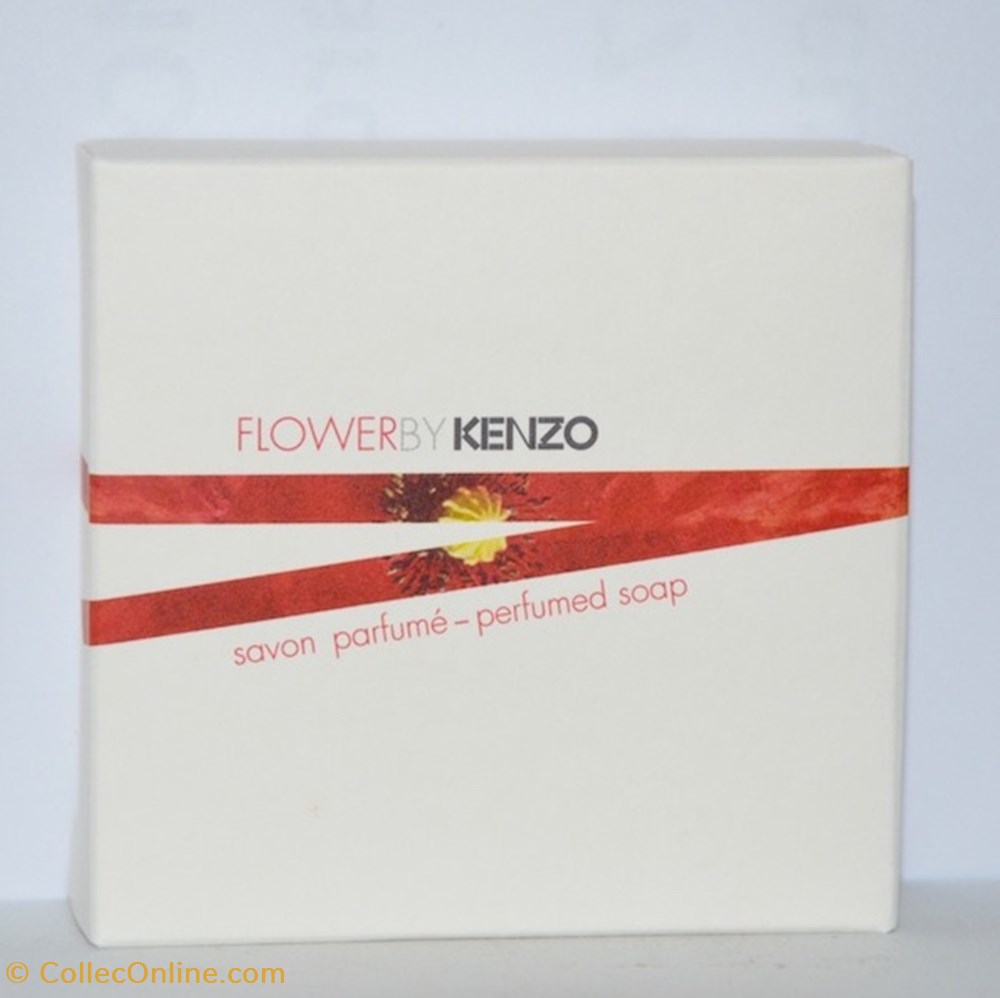 FLOWERBYKENZO
savon parfumé – perfumed soap
© CollecOnline.com